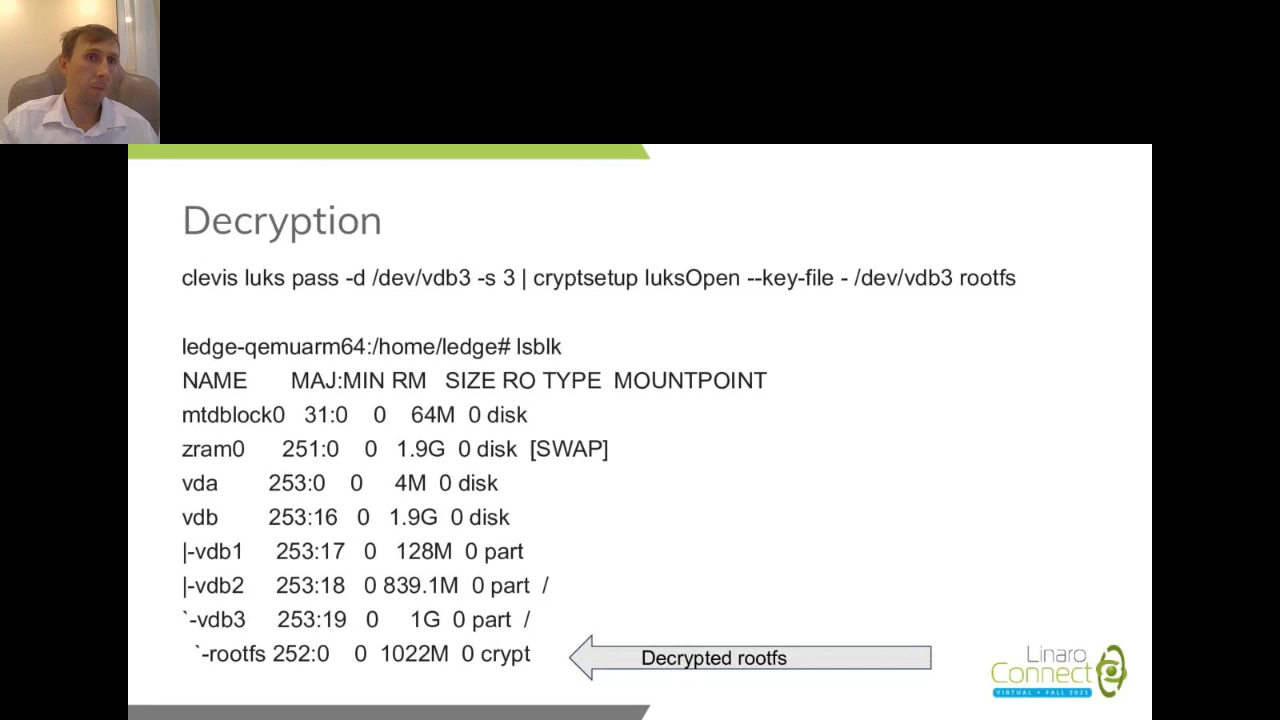 Decryption
clevis luks pass -d /dev/vdb3 -s 3 | cryptsetup luksOpen --key-file - /dev/vdb3 rootfs
ledge-qemuarm64:/home/ledge# lsblk
NAME MAJ:MIN RM SIZE RO TYPE MOUNTPOINT
mtdblock0 31:0 0 64M 0 disk
zram0 251:0 0 1.9G 0 disk [SWAP]
vda 253:0 0 4M 0 disk
vdb 253:16 0 1.9G 0 disk
|-vdb1 253:17 0 128M 0 part
|-vdb2 253:18 0 839.1M 0 part /
`-vdb3 253:19 0 1G 0 part /
`-rootfs 252:0 0 1022M 0 crypt
Decrypted rootfs
Linaro
Connect
VIRTUAL • FALL 2021